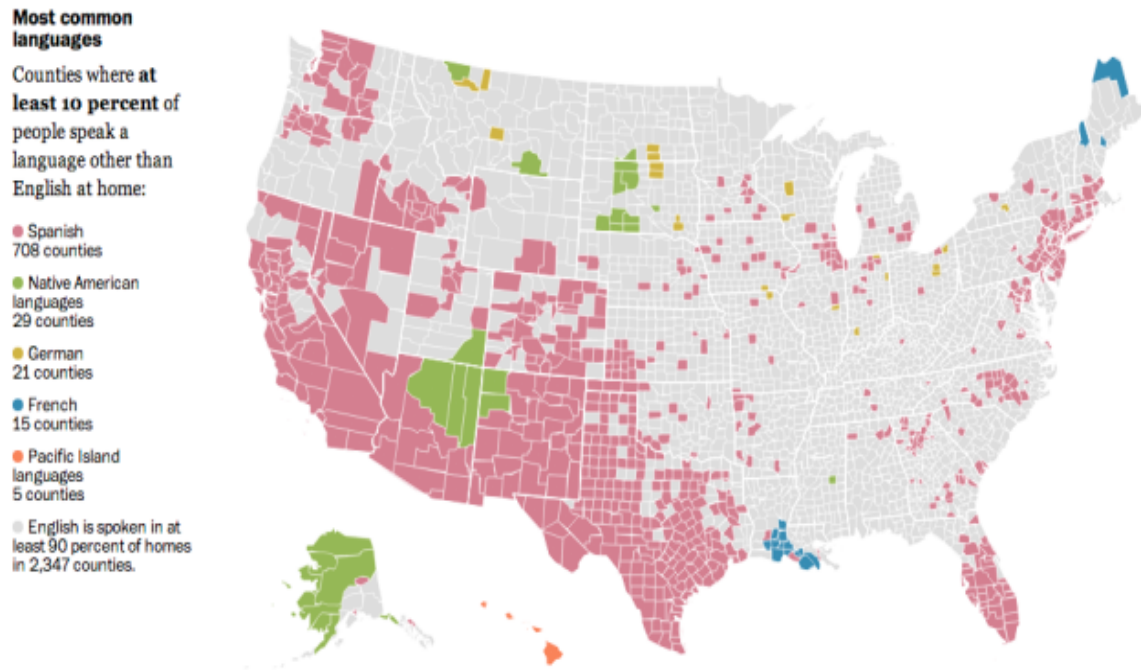 Most common
languages
Counties where at
least 10 percent of
people speak a
language other than
English at home:
Spanish
708 counties
Native American
languages
29 counties
German
21 counties
French
15 counties
Pacific Island
languages
5 counties
English is spoken in at
least 90 percent of homes
in 2,347 counties.